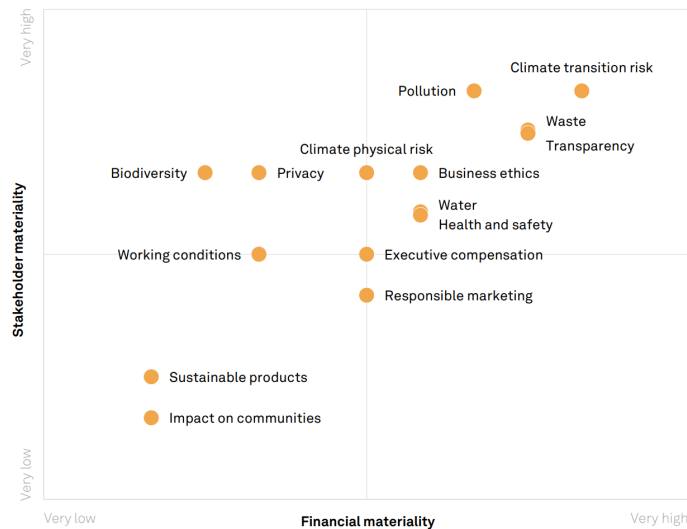 Very high
Stakeholder materiality
Very low
Climate transition risk
Pollution
Waste
Transparency
Climate physical risk
Biodiversity
Privacy
Business ethics
Water
Health and safety
Working conditions
Executive compensation
Responsible marketing
Sustainable products
Impact on communities
Very low
Financial materiality
Very high